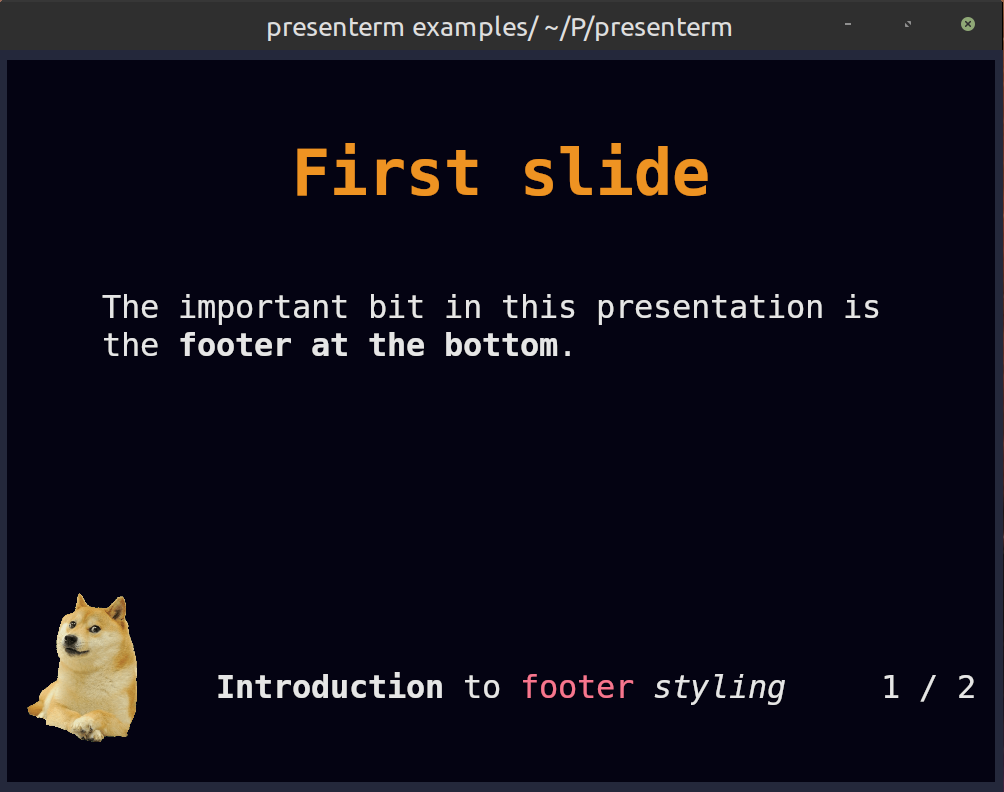 presenterm examples/ ~/P/presenterm
First slide
The important bit in this presentation is
the footer at the bottom.
Introduction to footer styling 1 / 2